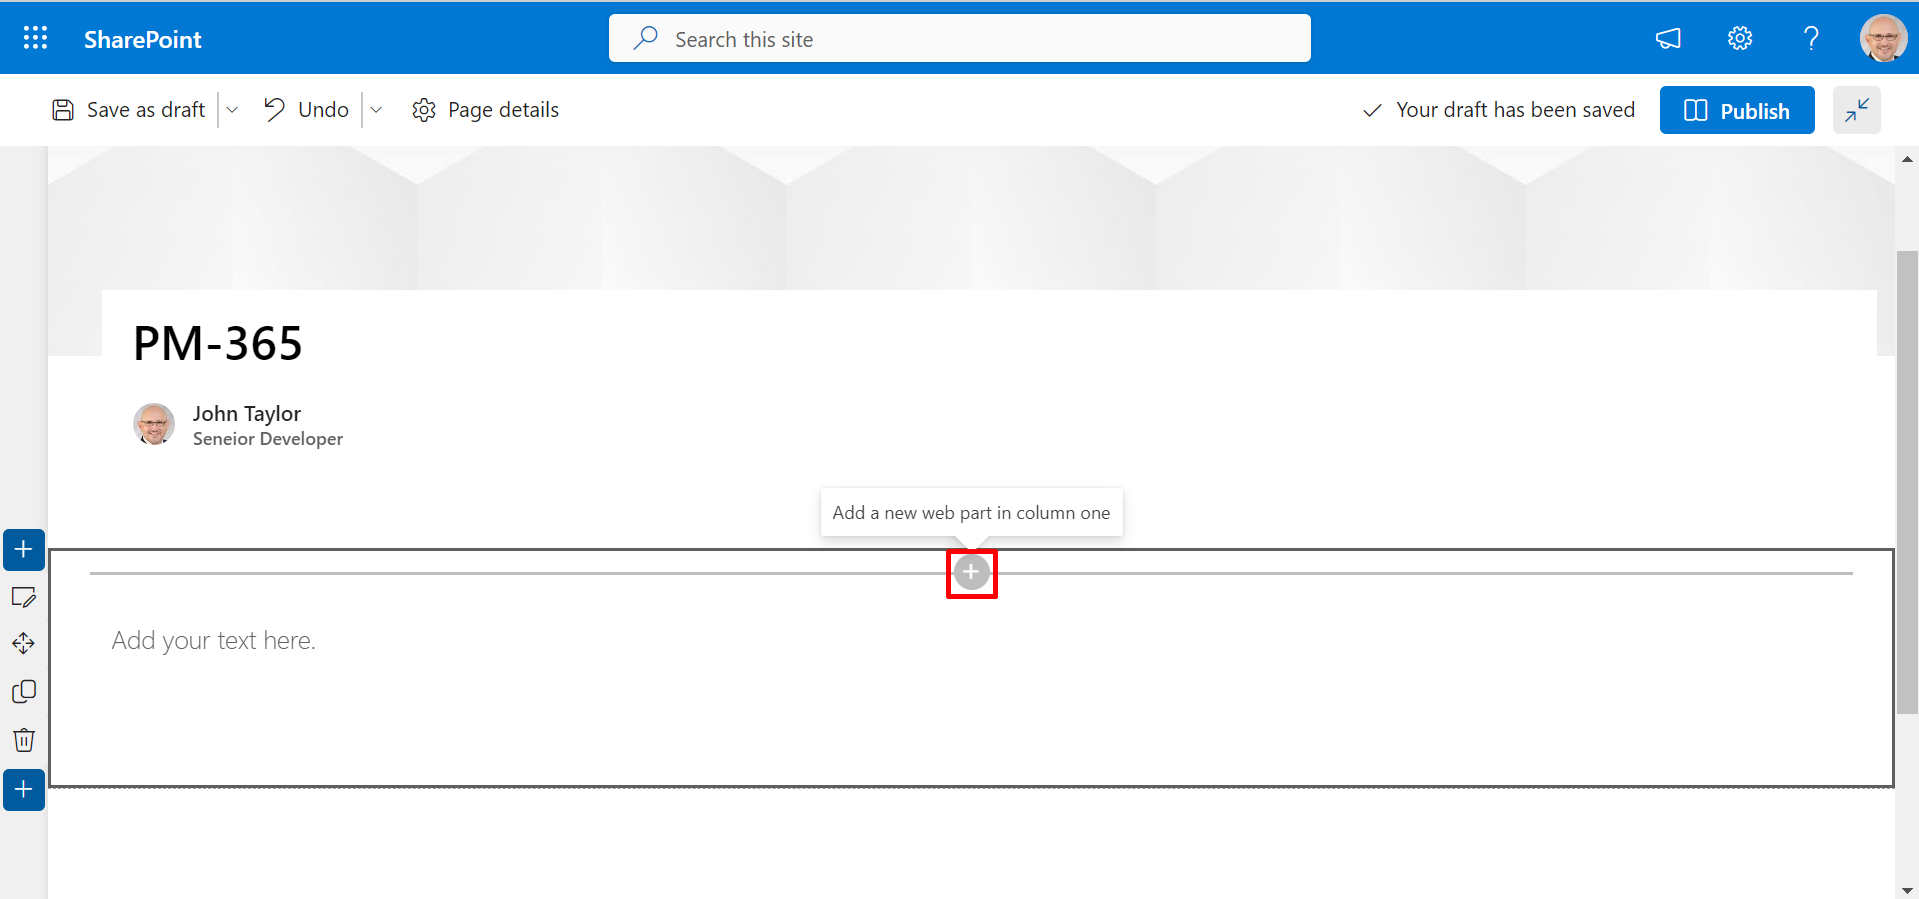 SharePoint
Search this site
Save as draft
Undo
Page details
Your draft has been saved
Publish
PM-365
John Taylor
Seneior Developer
Add a new web part in column one
Add your text here.